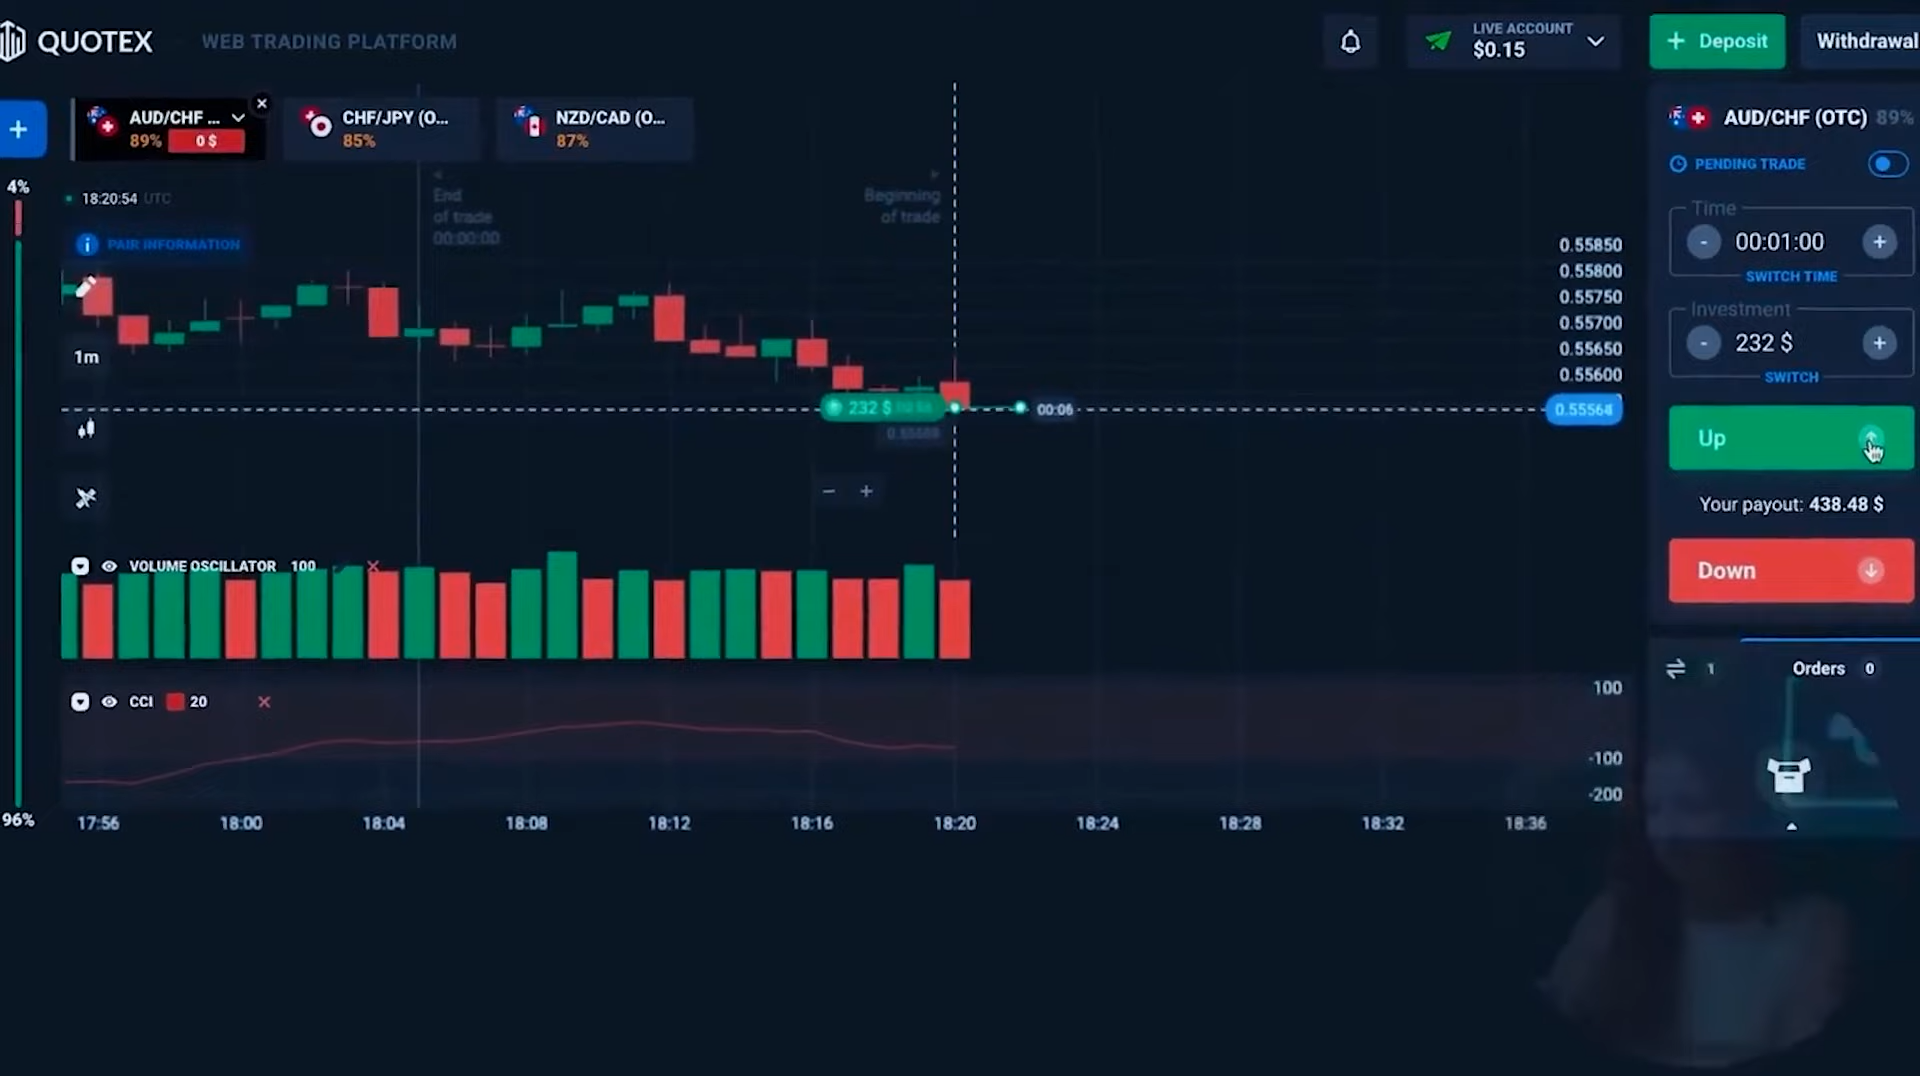 QUOTEX
WEB TRADING PLATFORM
LIVE ACCOUNT
$0.15
+ Deposit
Withdrawal
+
AUD/CHF ...
89%
0 $
CHF/JPY (O...
85%
NZD/CAD (O...
87%
4%
18:20:54 UTC
PAIR INFORMATION
End
of trade
00:00:00
Beginning
of trade
1m
232 $
00:06
0.55850
0.55800
0.55750
0.55700
0.55650
0.55600
0.55564
- +
VOLUME OSCILLATOR 100
CCI 20
100
-100
-200
96%
17:56
18:00
18:04
18:08
18:12
18:16
18:20
18:24
18:28
18:32
18:36
AUD/CHF (OTC) 89%
PENDING TRADE
Time
- 00:01:00 +
SWITCH TIME
Investment
- 232 $ +
SWITCH
Up
Your payout: 438.48 $
Down
1
Orders 0